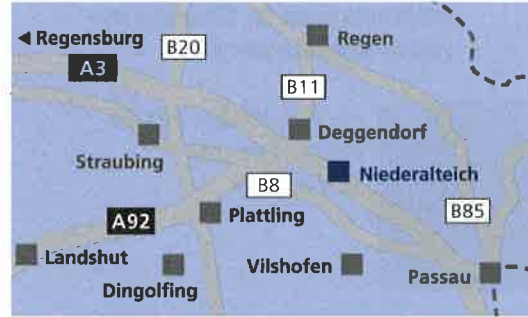 ◄ Regensburg
B20
Regen
A3
B11
Deggendorf
Straubing
Niederalteich
B8
A92
Plattling
B85
Landshut
Vilshofen
Passau
Dingolfing